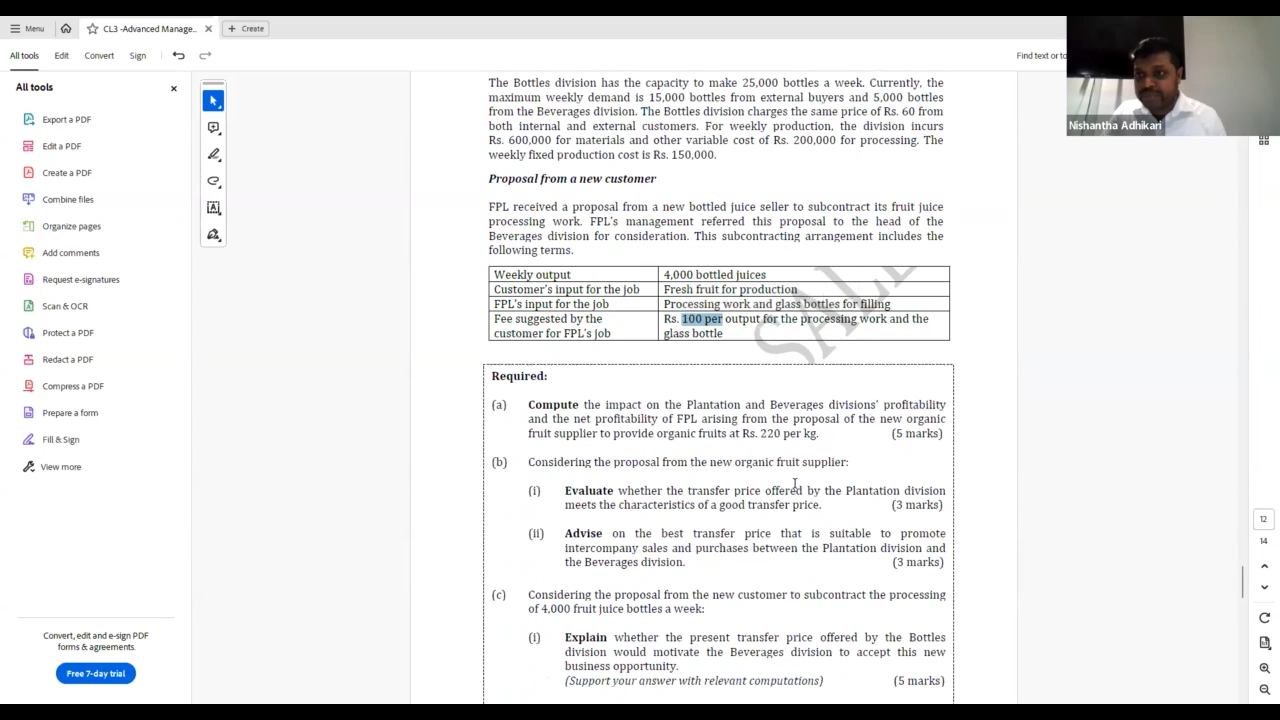 Menu
CL3 -Advanced Manage...
Create
All tools
Edit
Convert
Sign
Find text or to
All tools
Export a PDF
Edit a PDF
Create a PDF
Combine files
Organize pages
Add comments
Request e-signatures
Scan & OCR
Protect a PDF
Redact a PDF
Compress a PDF
Prepare a form
Fill & Sign
View more
Convert, edit and e-sign PDF
forms & agreements.
Free 7-day trial
The Bottles division has the capacity to make 25,000 bottles a week. Currently, the
maximum weekly demand is 15,000 bottles from external buyers and 5,000 bottles
from the Beverages division. The Bottles division charges the same price of Rs. 60 from
both internal and external customers. For weekly production, the division incurs
Rs. 600,000 for materials and other variable cost of Rs. 200,000 for processing. The
weekly fixed production cost is Rs. 150,000.
Proposal from a new customer
FPL received a proposal from a new bottled juice seller to subcontract its fruit juice
processing work. FPL's management referred this proposal to the head of the
Beverages division for consideration. This subcontracting arrangement includes the
following terms.
Weekly output 4,000 bottled juices
Customer's input for the job Fresh fruit for production
FPL's input for the job Processing work and glass bottles for filling
Fee suggested by the Rs. 100 per output for the processing work and the
customer for FPL's job glass bottle
Required:
(a) Compute the impact on the Plantation and Beverages divisions' profitability
and the net profitability of FPL arising from the proposal of the new organic
fruit supplier to provide organic fruits at Rs. 220 per kg. (5 marks)
(b) Considering the proposal from the new organic fruit supplier:
(i) Evaluate whether the transfer price offered by the Plantation division
meets the characteristics of a good transfer price. (3 marks)
(ii) Advise on the best transfer price that is suitable to promote
intercompany sales and purchases between the Plantation division and
the Beverages division. (3 marks)
(c) Considering the proposal from the new customer to subcontract the processing
of 4,000 fruit juice bottles a week:
(i) Explain whether the present transfer price offered by the Bottles
division would motivate the Beverages division to accept this new
business opportunity.
(Support your answer with relevant computations) (5 marks)
Nishantha Adhikari
12
14